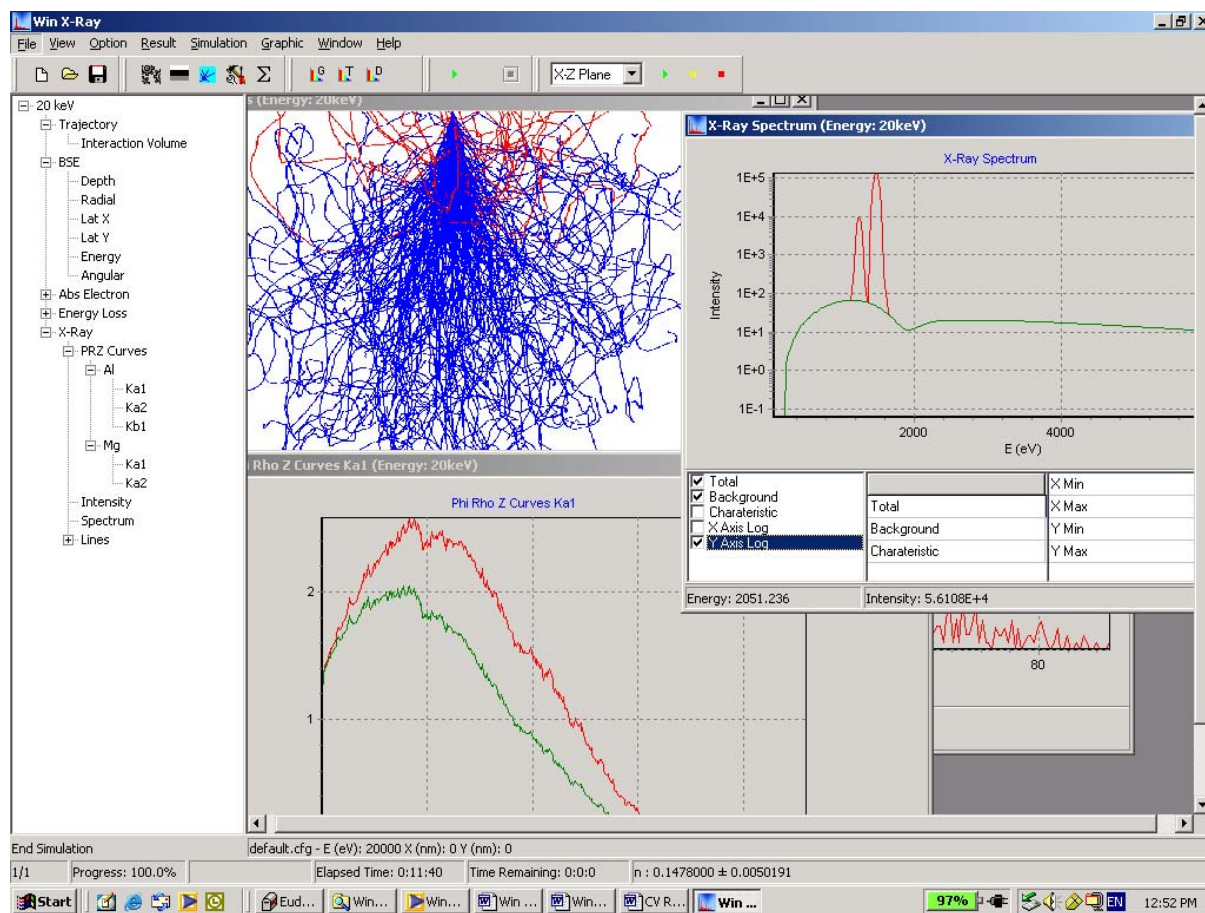 Win X-Ray
File View Option Result Simulation Graphic Window Help
G T D X-Z Plane
20 keV
Trajectory
Interaction Volume
BSE
Depth
Radial
Lat X
Lat Y
Energy
Angular
Abs Electron
Energy Loss
X-Ray
PRZ Curves
Al
Ka1
Ka2
Kb1
Mg
Ka1
Ka2
Intensity
Spectrum
Lines
s (Energy: 20keV)
X-Ray Spectrum (Energy: 20keV)
X-Ray Spectrum
1E+5
1E+4
1E+3
1E+2
1E+1
1E+0
1E-1
Intensity
2000 4000
E (eV)
Total
Background
Charateristic
X Axis Log
Y Axis Log
X Min
Total X Max
Background Y Min
Charateristic Y Max
Energy: 2051.236 Intensity: 5.6108E+4
Rho Z Curves Ka1 (Energy: 20keV)
Phi Rho Z Curves Ka1
2
1
80
End Simulation default.cfg - E (eV): 20000 X (nm): 0 Y (nm): 0
1/1 Progress: 100.0% Elapsed Time: 0:11:40 Time Remaining: 0:0:0 n : 0.1478000 ± 0.0050191
Start Eud... Win... Win... Win ... Win... CV R... Win ... 97% EN 12:52 PM